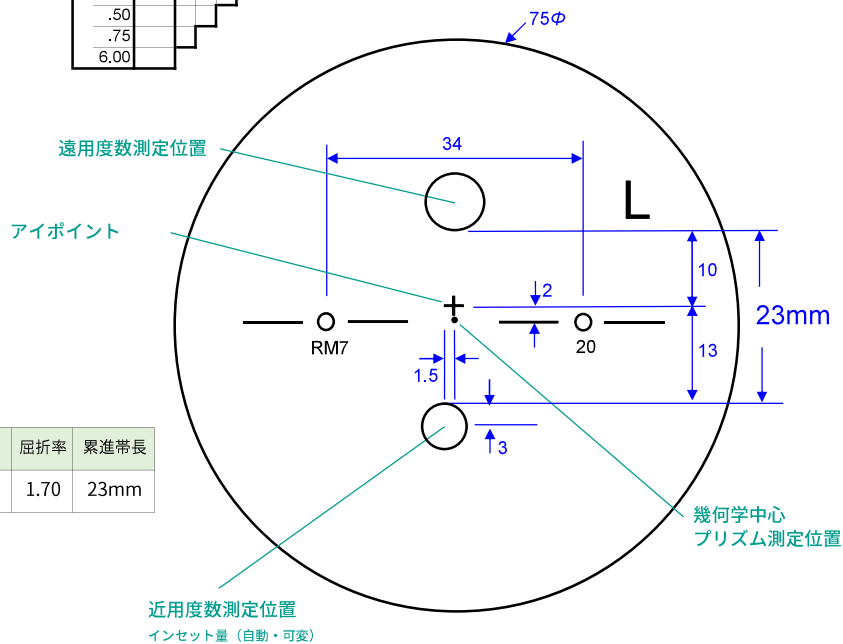 .50
.75
6.00
75Φ
遠用度数測定位置
34
L
アイポイント
10
2
23mm
RM7
20
13
1.5
3
屈折率 累進帯長
1.70 23mm
幾何学中心
プリズム測定位置
近用度数測定位置
インセット量（自動・可変）